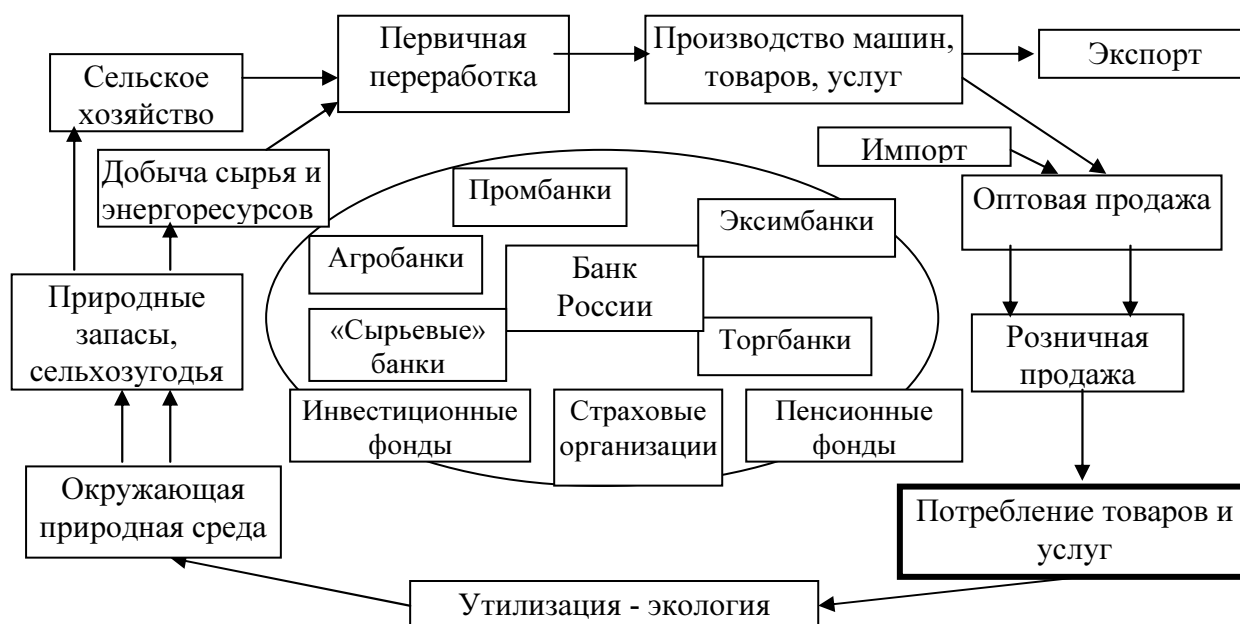 Первичная
переработка
Производство машин,
товаров, услуг
Экспорт
Сельское
хозяйство
Импорт
Добыча сырья и
энергоресурсов
Промбанки
Эксимбанки
Оптовая продажа
Агробанки
Банк
России
Природные
запасы,
сельхозугодья
«Сырьевые»
банки
Торгбанки
Розничная
продажа
Инвестиционные
фонды
Страховые
организации
Пенсионные
фонды
Окружающая
природная среда
Потребление товаров и
услуг
Утилизация - экология